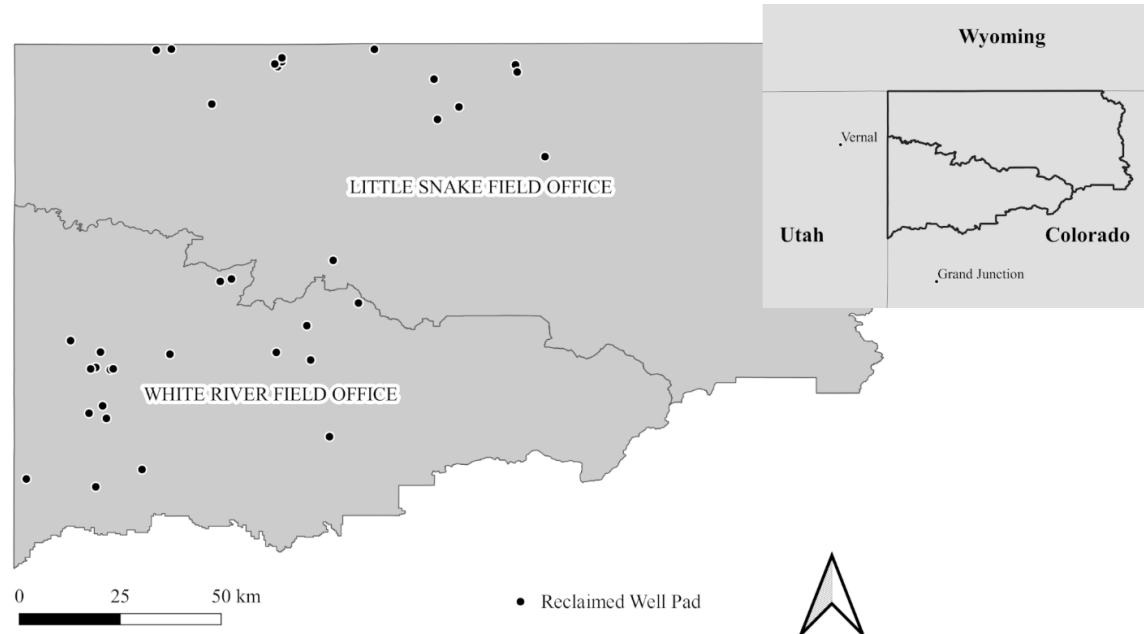 Wyoming
Vernal
LITTLE SNAKE FIELD OFFICE
Utah
Colorado
Grand Junction
WHITE RIVER FIELD OFFICE
0 25 50 km
Reclaimed Well Pad